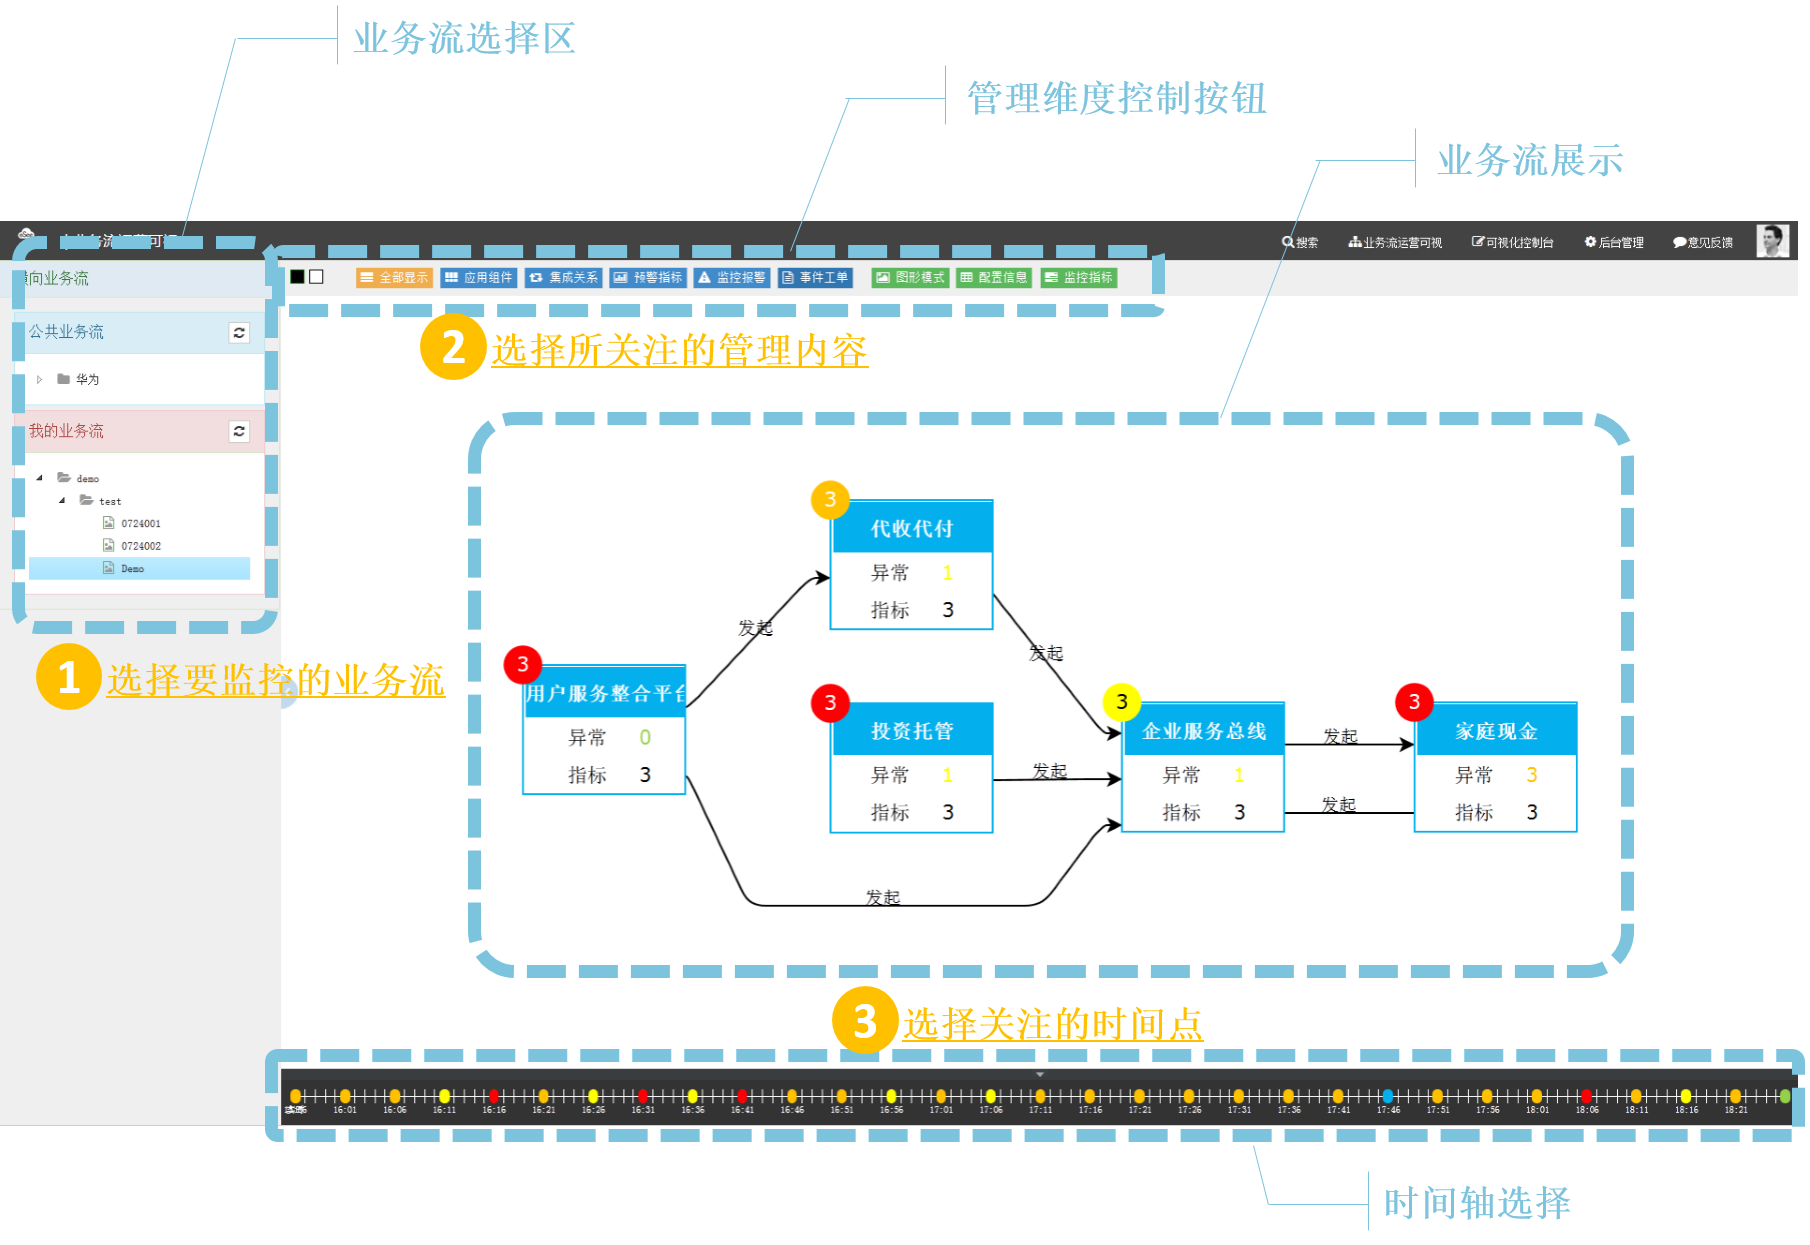 业务流选择区
管理维度控制按钮
业务流展示
搜索
业务流运营可视
可视化控制台
后台管理
意见反馈
向业务流
全部显示
应用组件
集成关系
预警指标
监控报警
事件工单
图形模式
配置信息
监控指标
公共业务流
华为
我的业务流
demo
test
0724001
0724002
Demo
1 选择要监控的业务流
2 选择所关注的管理内容
3
代收代付
异常 1
指标 3
发起
发起
3
用户服务整合平台
异常 0
指标 3
3
投资托管
异常 1
指标 3
发起
3
企业服务总线
异常 1
指标 3
发起
发起
3
家庭现金
异常 3
指标 3
发起
3 选择关注的时间点
16:01 16:06 16:11 16:16 16:21 16:26 16:31 16:36 16:41 16:46 16:51 16:56 17:01 17:06 17:11 17:16 17:21 17:26 17:31 17:36 17:41 17:46 17:51 17:56 18:01 18:06 18:11 18:16 18:21
时间轴选择